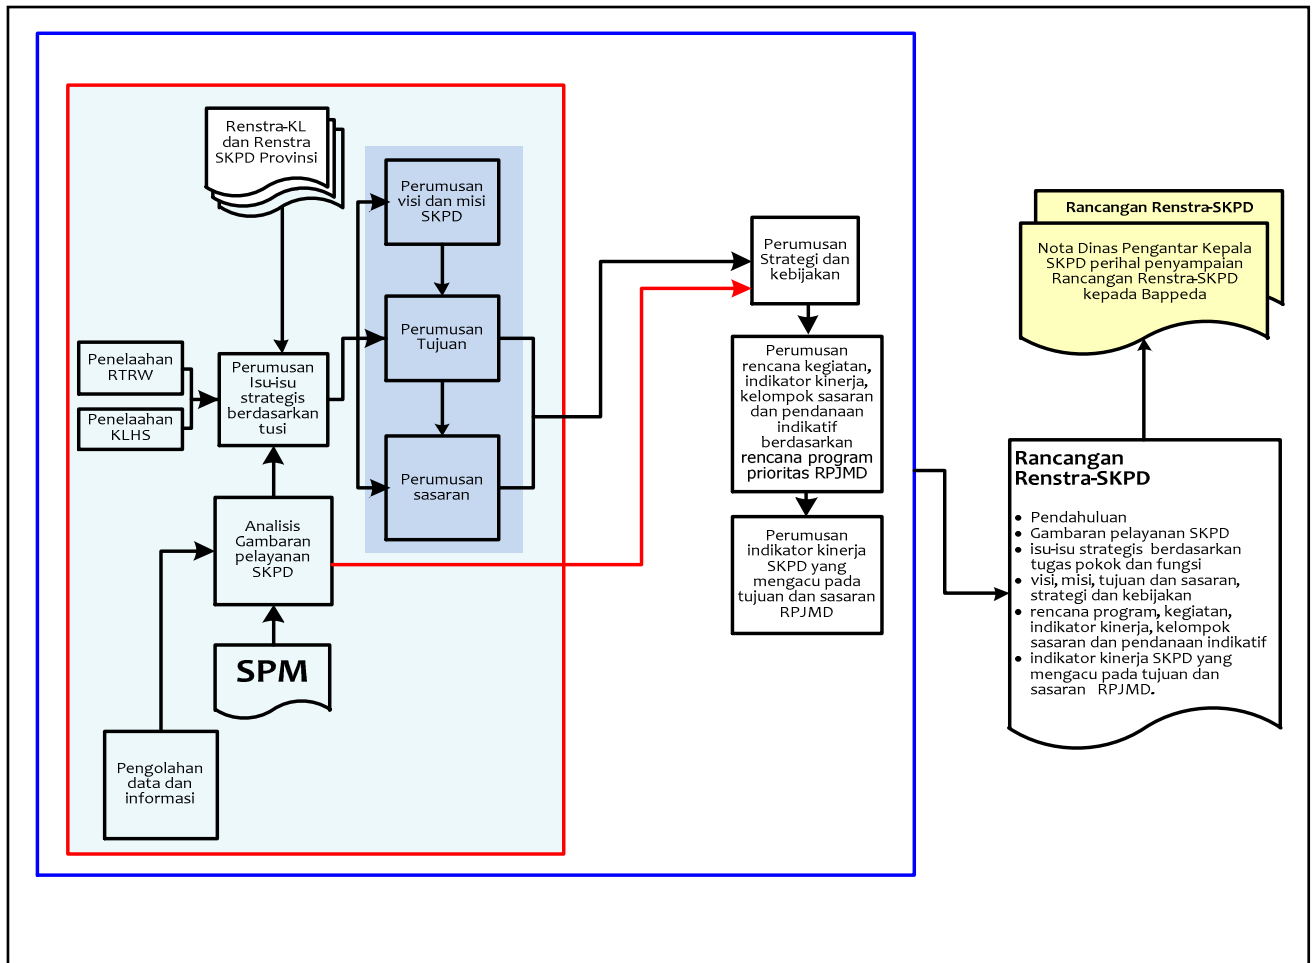 Renstra-KL
dan Renstra
SKPD Provinsi
Perumusan
visi dan misi
SKPD
Perumusan
Tujuan
Perumusan
sasaran
Penelaahan
RTRW
Penelaahan
KLHS
Perumusan
Isu-isu
strategis
berdasarkan
tusi
Analisis
Gambaran
pelayanan
SKPD
SPM
Pengolahan
data dan
informasi
Perumusan
Strategi dan
kebijakan
Perumusan
rencana kegiatan,
indikator kinerja,
kelompok sasaran
dan pendanaan
indikatif
berdasarkan
rencana program
prioritas RPJMD
Perumusan
indikator kinerja
SKPD yang
mengacu pada
tujuan dan sasaran
RPJMD
Rancangan Renstra-SKPD
Nota Dinas Pengantar Kepala
SKPD perihal penyampaian
Rancangan Renstra-SKPD
kepada Bappeda
Rancangan
Renstra-SKPD
• Pendahuluan
• Gambaran pelayanan SKPD
• isu-isu strategis berdasarkan
tugas pokok dan fungsi
• visi, misi, tujuan dan sasaran,
strategi dan kebijakan
• rencana program, kegiatan,
indikator kinerja, kelompok
sasaran dan pendanaan indikatif
• indikator kinerja SKPD yang
mengacu pada tujuan dan
sasaran RPJMD.